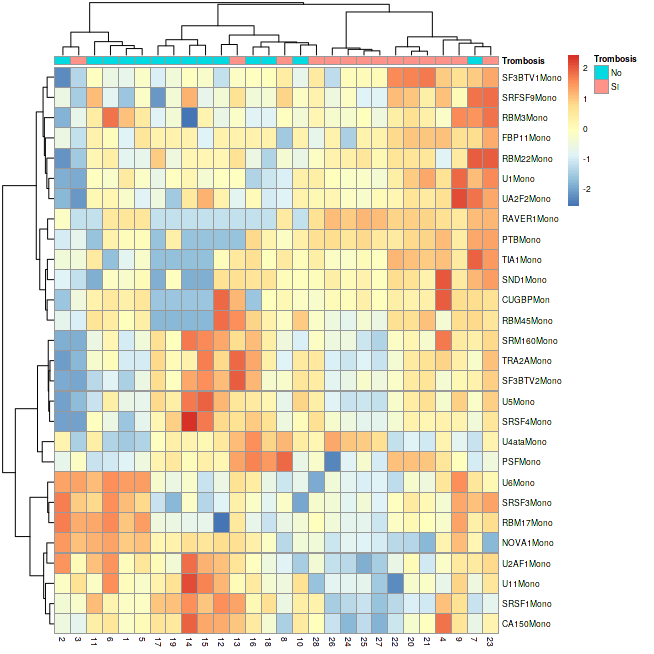 Trombosis
SF3BTV1Mono
SRFSF9Mono
RBM3Mono
FBP11Mono
RBM22Mono
U1Mono
UA2F2Mono
RAVER1Mono
PTBMono
TIA1Mono
SND1Mono
CUGBPMon
RBM45Mono
SRM160Mono
TRA2AMono
SF3BTV2Mono
U5Mono
SRSF4Mono
U4ataMono
PSFMono
U6Mono
SRSF3Mono
RBM17Mono
NOVA1Mono
U2AF1Mono
U11Mono
SRSF1Mono
CA150Mono
2 3 11 6 1 5 17 19 14 15 12 13 16 18 8 10 28 26 24 25 27 22 20 21 4 9 7 23
2
1
0
-1
-2
Trombosis
No
SI